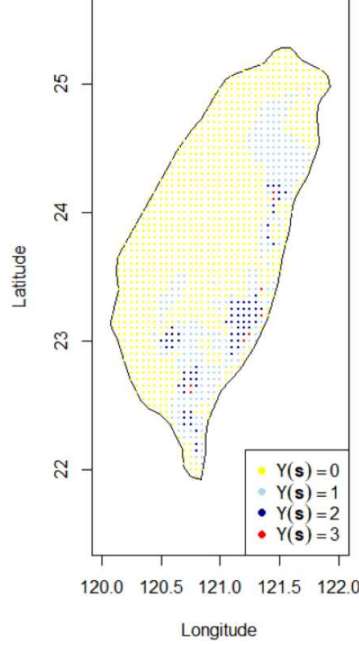 25
24
23
22
Latitude
Y(s) = 0
Y(s) = 1
Y(s) = 2
Y(s) = 3
120.0 120.5 121.0 121.5 122.0
Longitude